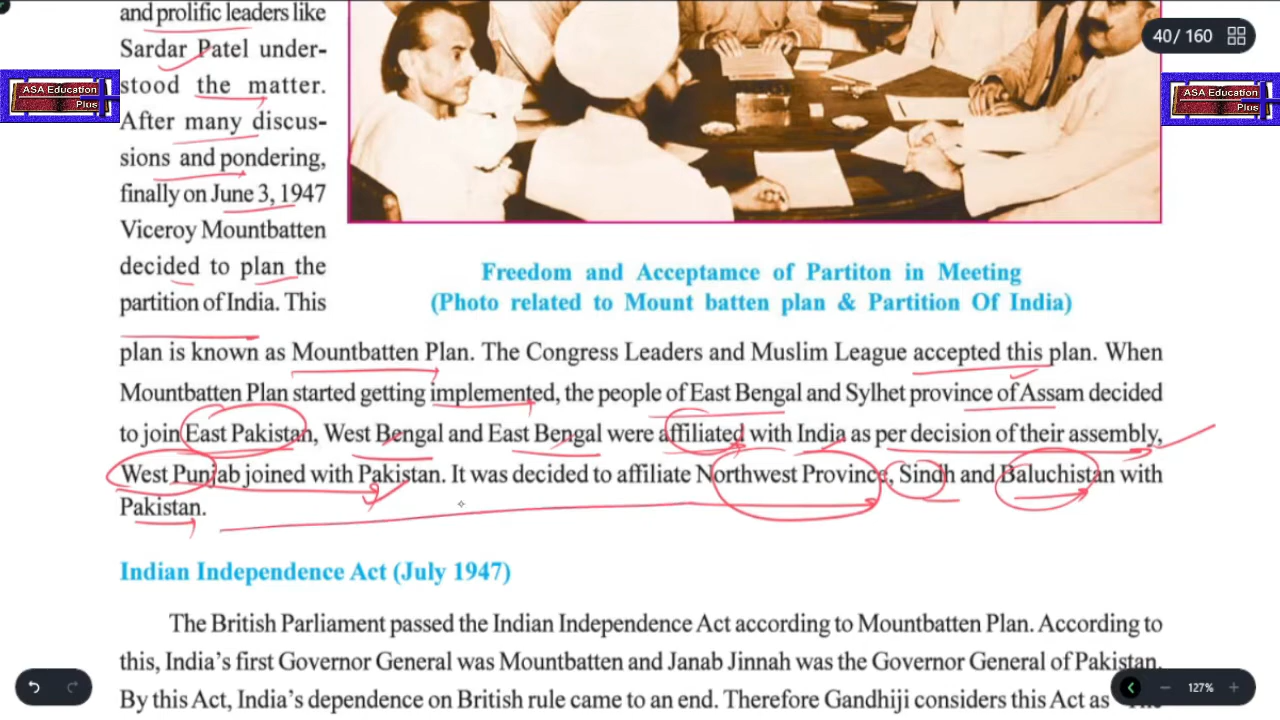 and prolific leaders like
Sardar Patel under-
stood the matter.
After many discus-
sions and pondering,
finally on June 3, 1947
Viceroy Mountbatten
decided to plan the
partition of India. This
40/ 160
ASA Education
Plus
ASA Education
Plus
Freedom and Acceptamce of Partiton in Meeting
(Photo related to Mount batten plan & Partition Of India)
plan is known as Mountbatten Plan. The Congress Leaders and Muslim League accepted this plan. When
Mountbatten Plan started getting implemented, the people of East Bengal and Sylhet province of Assam decided
to join East Pakistan, West Bengal and East Bengal were affiliated with India as per decision of their assembly,
West Punjab joined with Pakistan. It was decided to affiliate Northwest Province, Sindh and Baluchistan with
Pakistan.
Indian Independence Act (July 1947)
The British Parliament passed the Indian Independence Act according to Mountbatten Plan. According to
this, India's first Governor General was Mountbatten and Janab Jinnah was the Governor General of Pakistan.
By this Act, India's dependence on British rule came to an end. Therefore Gandhiji considers this Act as
127%